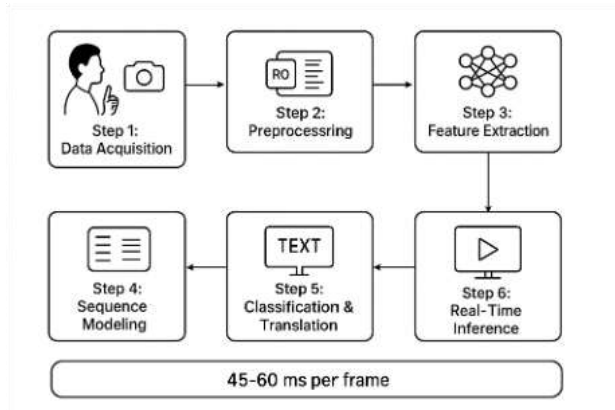 Step 1:
Data Acquisition
RO
Step 2:
Preprocessring
Step 3:
Feature Extraction
Step 4:
Sequence
Modeling
TEXT
Step 5:
Classification &
Translation
Step 6:
Real-Time
Inference
45-60 ms per frame